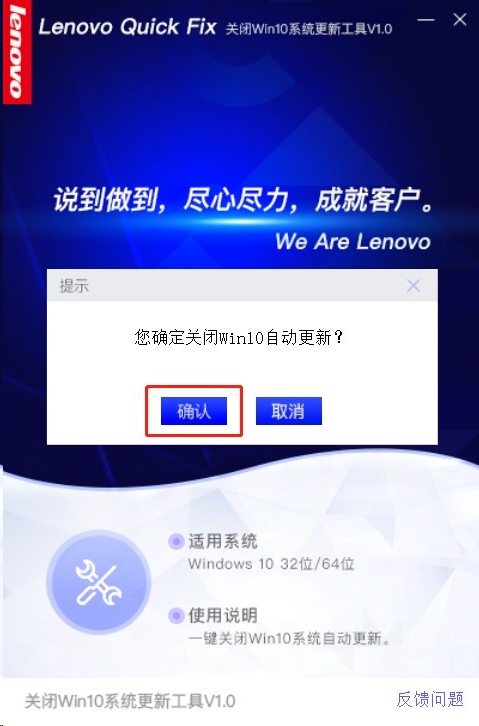 lenovo
Lenovo Quick Fix 关闭Win10系统更新工具V1.0
说到做到，尽心尽力，成就客户。
We Are Lenovo
提示
您确定关闭Win10自动更新？
确认 取消
适用系统
Windows 10 32位/64位
使用说明
一键关闭Win10系统自动更新。
关闭Win10系统更新工具V1.0 反馈问题